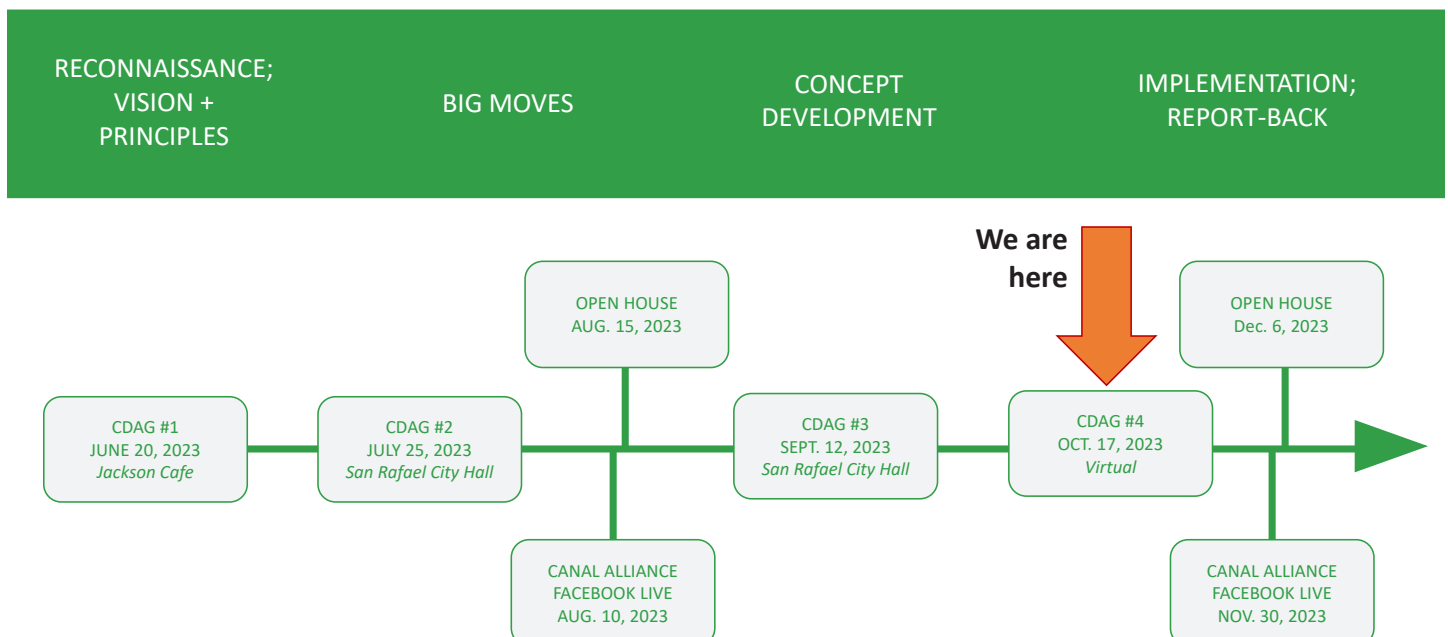 RECONNAISSANCE;
VISION +
PRINCIPLES
BIG MOVES
CONCEPT
DEVELOPMENT
IMPLEMENTATION;
REPORT-BACK
We are
here
OPEN HOUSE
AUG. 15, 2023
OPEN HOUSE
Dec. 6, 2023
CDAG #1
JUNE 20, 2023
Jackson Cafe
CDAG #2
JULY 25, 2023
San Rafael City Hall
CDAG #3
SEPT. 12, 2023
San Rafael City Hall
CDAG #4
OCT. 17, 2023
Virtual
CANAL ALLIANCE
FACEBOOK LIVE
AUG. 10, 2023
CANAL ALLIANCE
FACEBOOK LIVE
NOV. 30, 2023